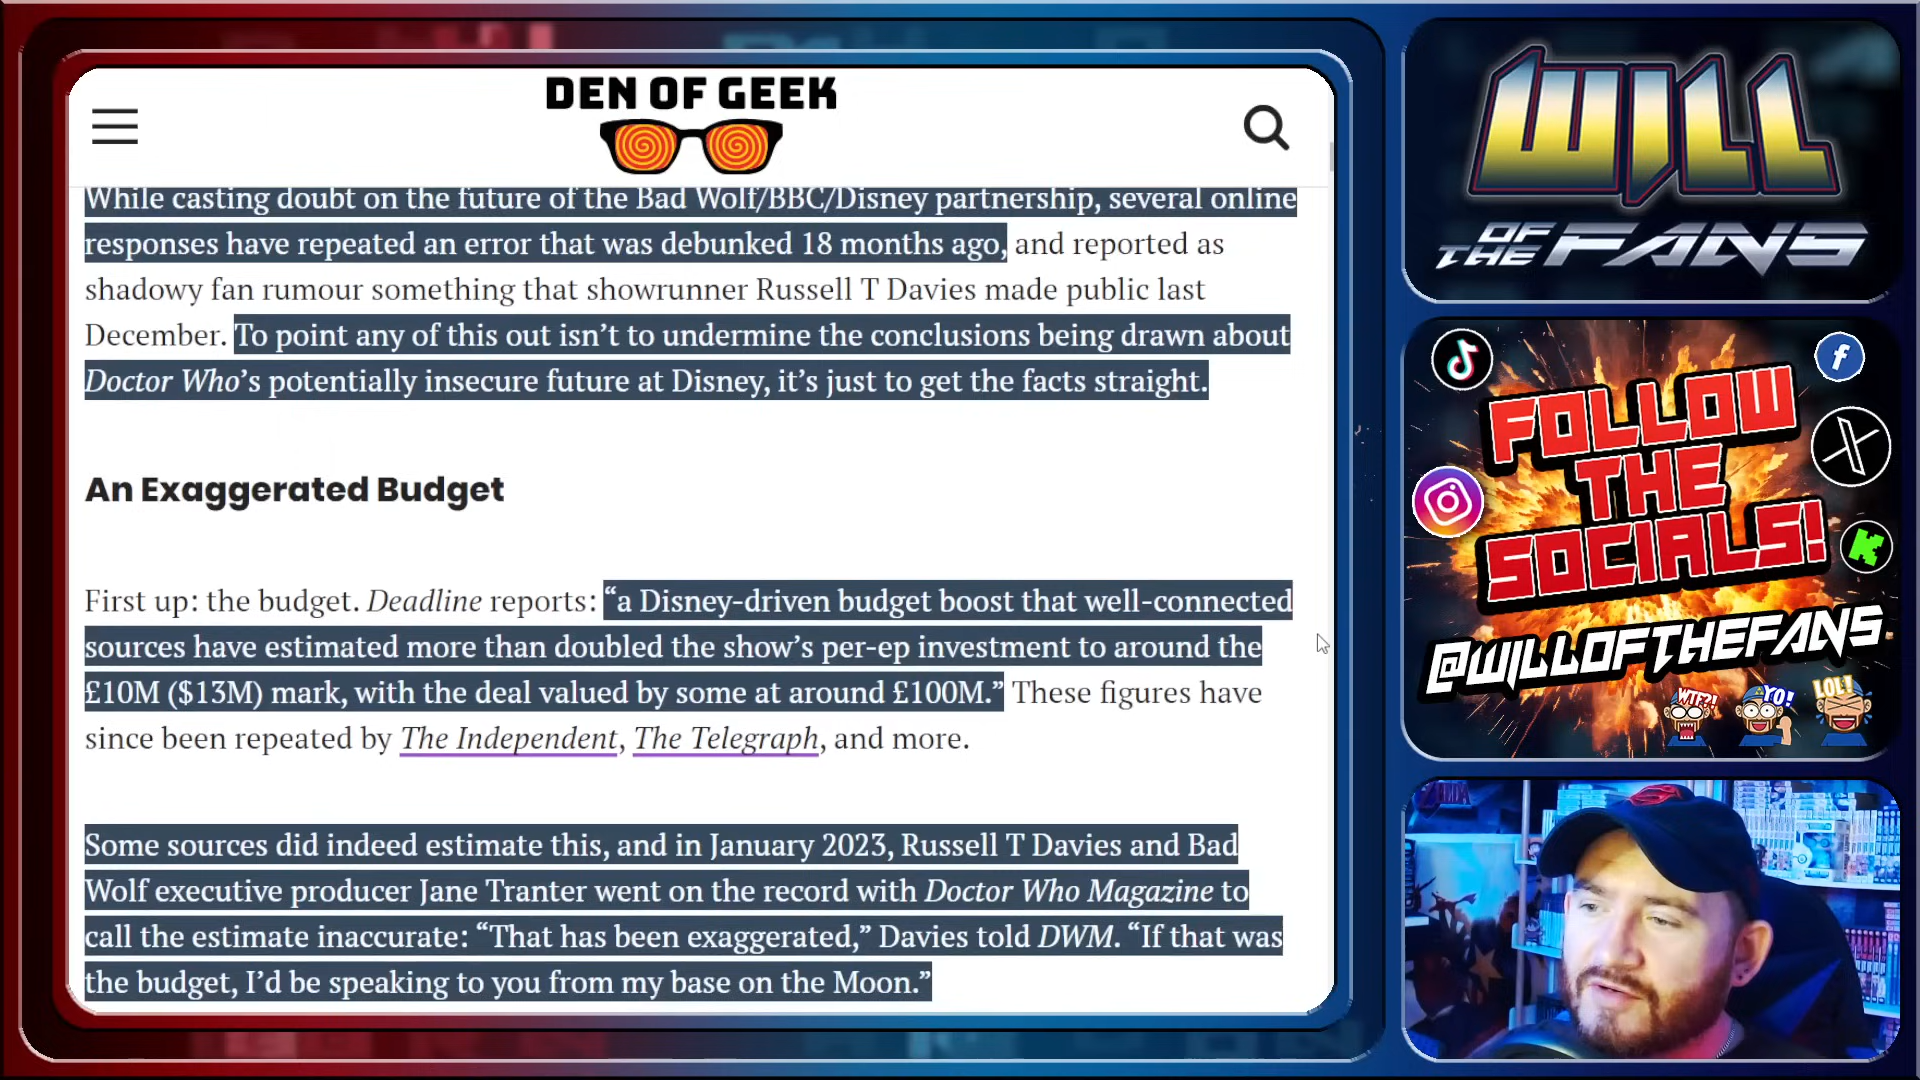 DEN OF GEEK
While casting doubt on the future of the Bad Wolf/BBC/Disney partnership, several online
responses have repeated an error that was debunked 18 months ago, and reported as
shadowy fan rumour something that showrunner Russell T Davies made public last
December. To point any of this out isn’t to undermine the conclusions being drawn about
Doctor Who’s potentially insecure future at Disney, it’s just to get the facts straight.
An Exaggerated Budget
First up: the budget. Deadline reports: “a Disney-driven budget boost that well-connected
sources have estimated more than doubled the show’s per-ep investment to around the
£10M ($13M) mark, with the deal valued by some at around £100M.” These figures have
since been repeated by The Independent, The Telegraph, and more.
Some sources did indeed estimate this, and in January 2023, Russell T Davies and Bad
Wolf executive producer Jane Tranter went on the record with Doctor Who Magazine to
call the estimate inaccurate: “That has been exaggerated,” Davies told DWM. “If that was
the budget, I’d be speaking to you from my base on the Moon.”
WILL
OF THE FANS
FOLLOW
THE
SOCIALS!
@WILLOFTHEFANS
WTF?!
YO!
LOL!